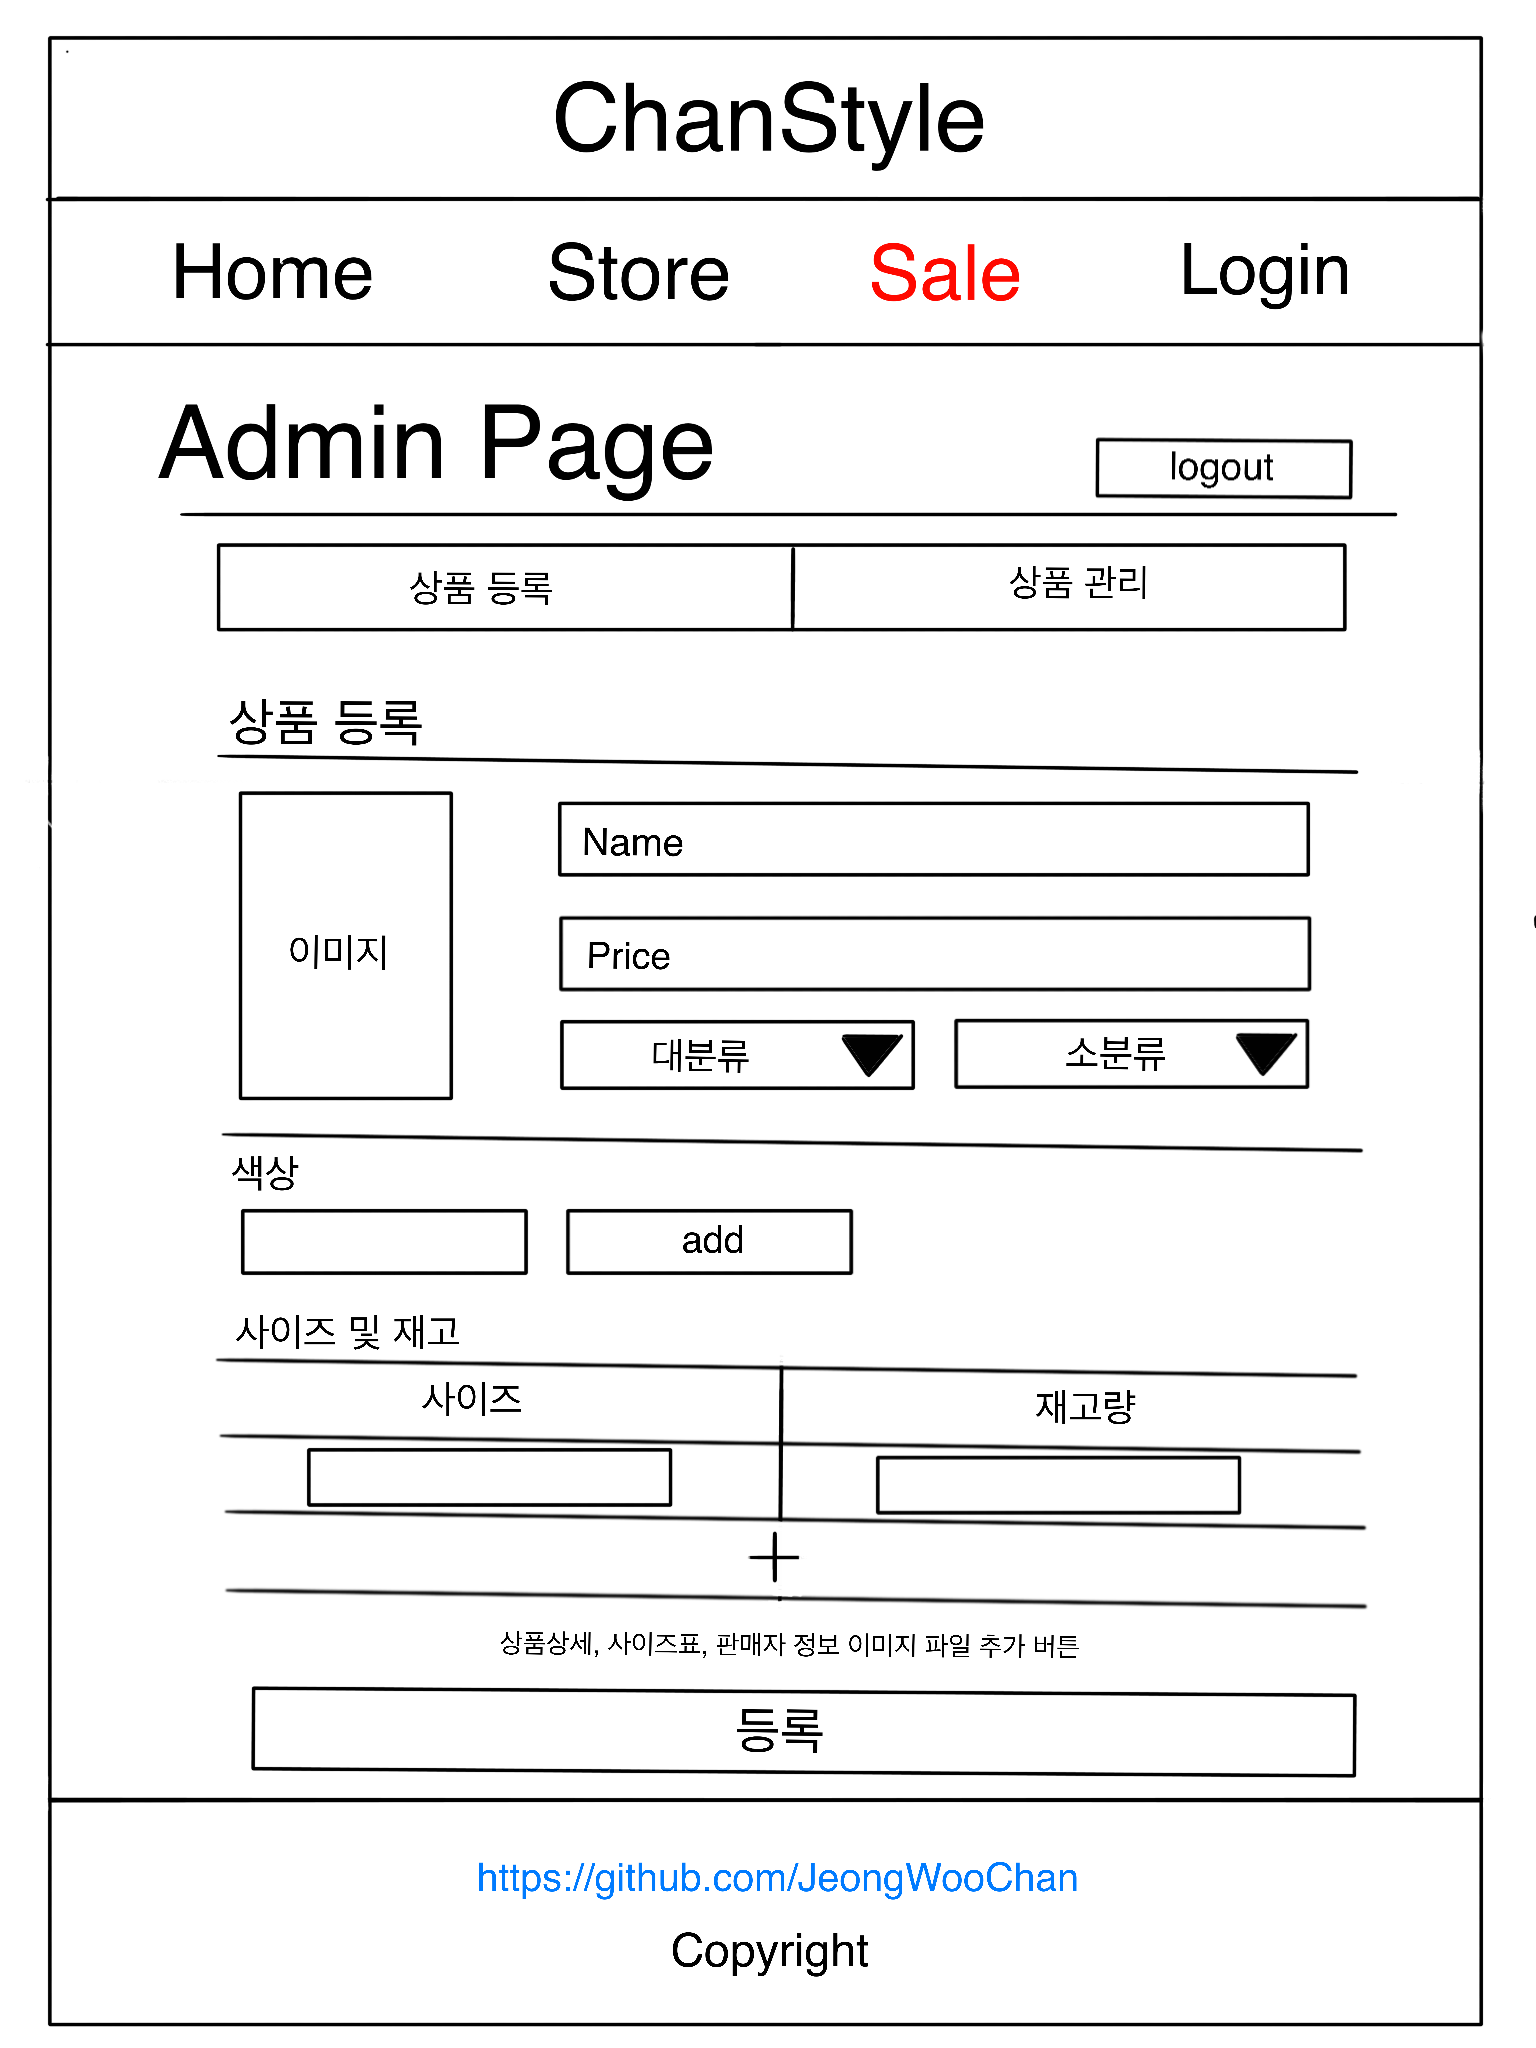 ChanStyle
Home Store Sale Login
Admin Page
logout
상품 등록 상품 관리
상품 등록
이미지
Name
Price
대분류 소분류
색상
add
사이즈 및 재고
사이즈 재고량
+
상품상세, 사이즈표, 판매자 정보 이미지 파일 추가 버튼
등록
https://github.com/JeongWooChan
Copyright